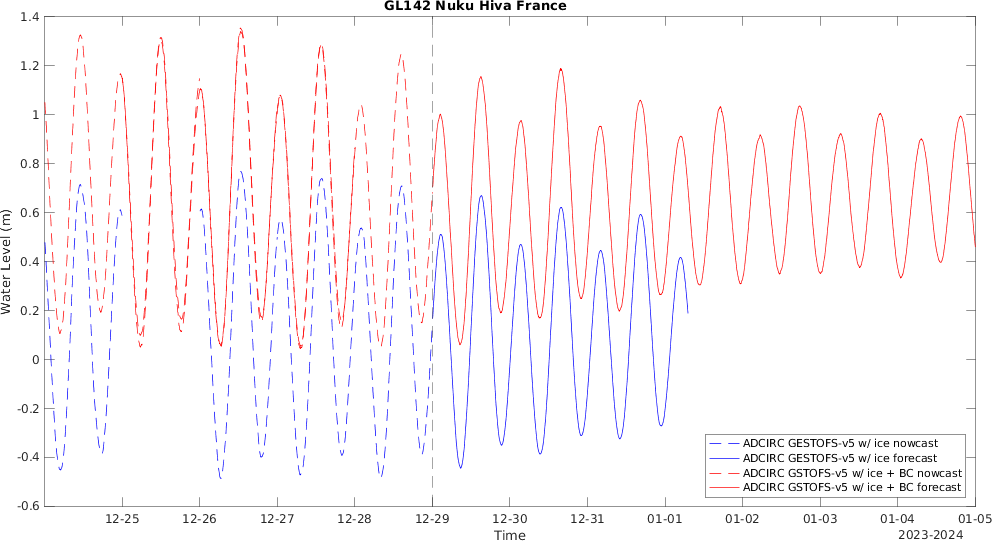 GL142 Nuku Hiva France
Water Level (m)
1.4
1.2
1
0.8
0.6
0.4
0.2
0
-0.2
-0.4
-0.6
12-25 12-26 12-27 12-28 12-29 12-30 12-31 01-01 01-02 01-03 01-04 01-05
Time
2023-2024
ADCIRC GESTOFS-v5 w/ ice nowcast
ADCIRC GESTOFS-v5 w/ ice forecast
ADCIRC GSTOFS-v5 w/ ice + BC nowcast
ADCIRC GSTOFS-v5 w/ ice + BC forecast